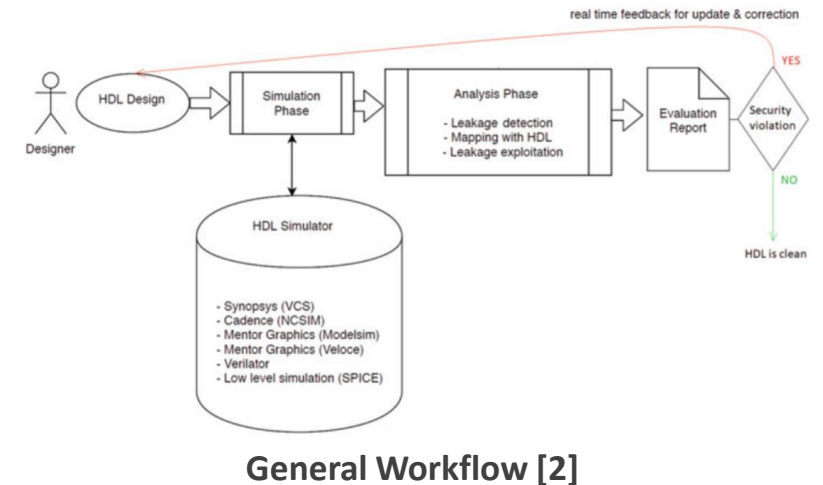 real time feedback for update & correction
YES
HDL Design
Simulation
Phase
Analysis Phase
- Leakage detection
- Mapping with HDL
- Leakage exploitation
Evaluation
Report
Security
violation
Designer
NO
HDL is clean
HDL Simulator
- Synopsys (VCS)
- Cadence (NCSIM)
- Mentor Graphics (Modelsim)
- Mentor Graphics (Veloce)
- Verilator
- Low level simulation (SPICE)
General Workflow [2]